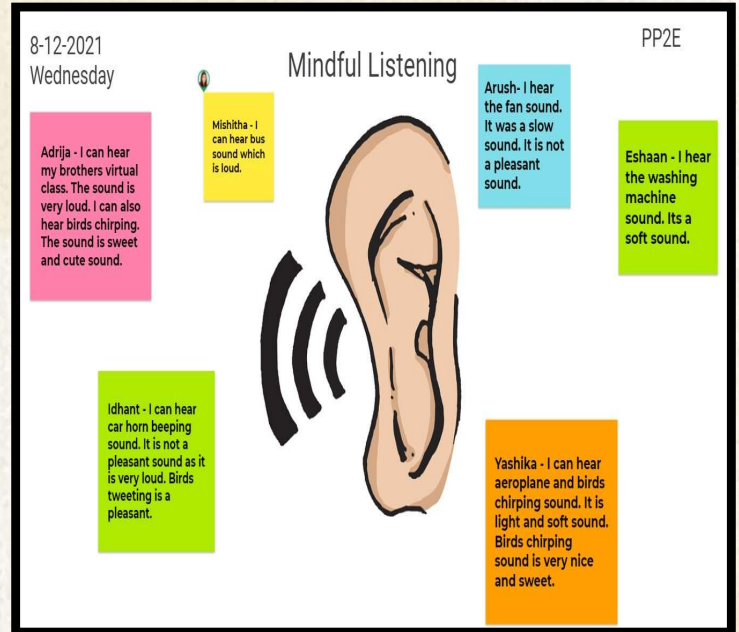 8-12-2021
Wednesday
Mindful Listening
PP2E
Adrija - I can hear
my brothers virtual
class. The sound is
very loud. I can also
hear birds chirping.
The sound is sweet
and cute sound.
Mishitha - I
can hear bus
sound which
is loud.
Arush- I hear
the fan sound.
It was a slow
sound. It is not
a pleasant
sound.
Eshaan - I hear
the washing
machine
sound. Its a
soft sound.
Idhant - I can hear
car horn beeping
sound. It is not a
pleasant sound as it
is very loud. Birds
tweeting is a
pleasant.
Yashika - I can hear
aeroplane and birds
chirping sound. It is
light and soft sound.
Birds chirping
sound is very nice
and sweet.